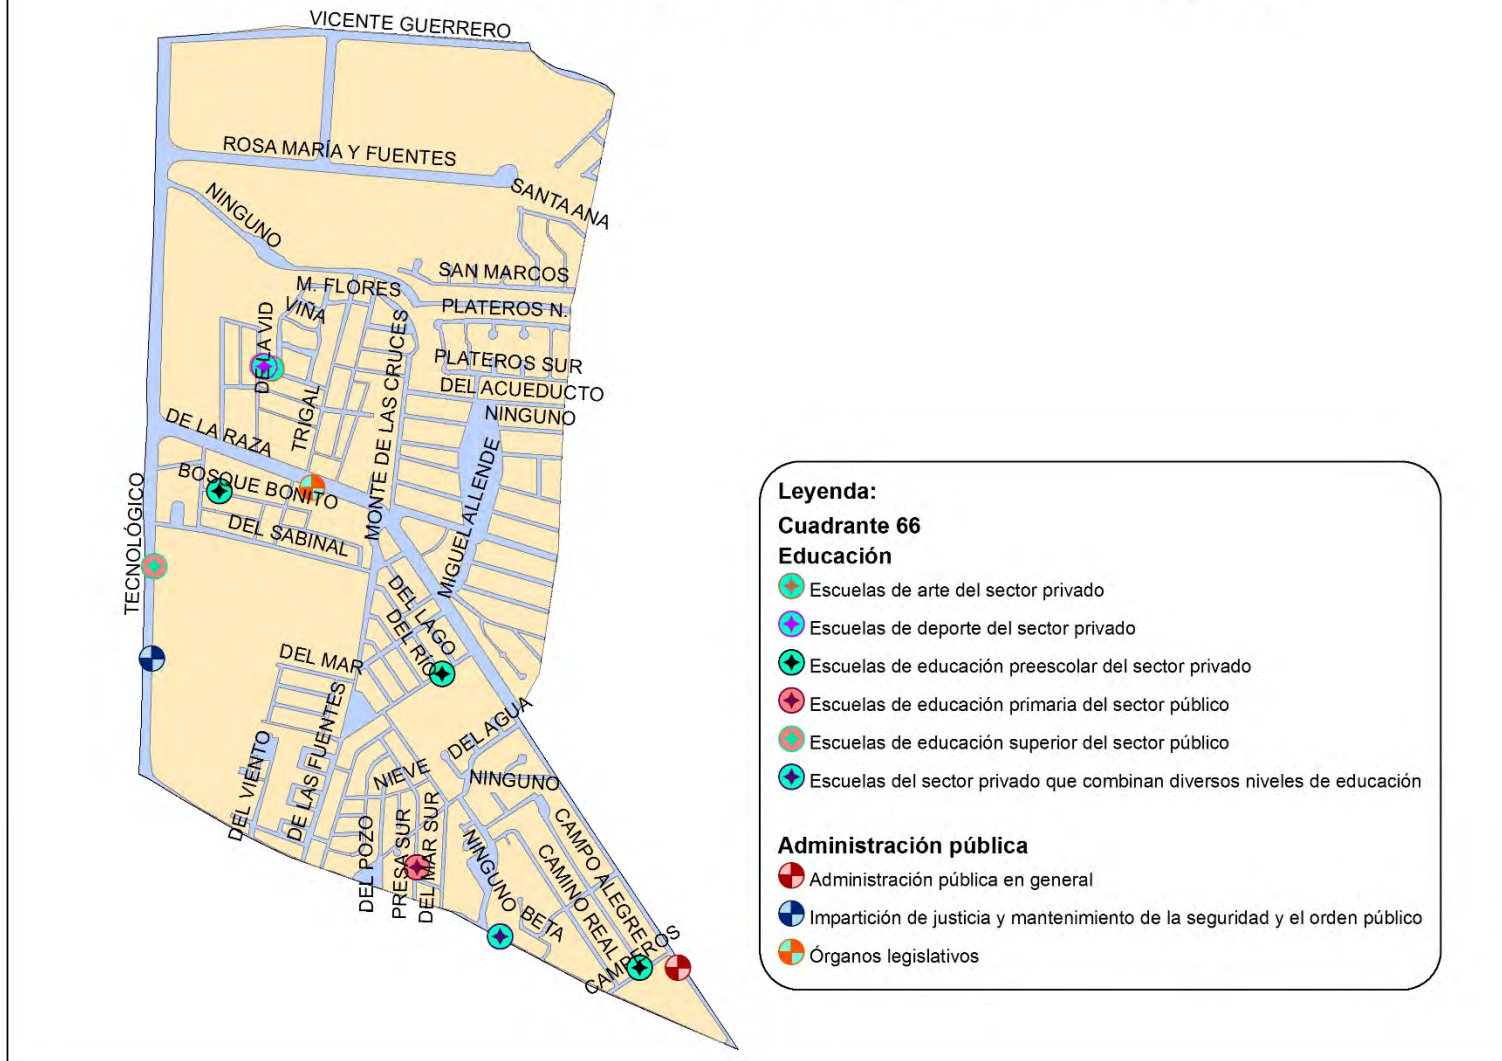 VICENTE GUERRERO
ROSA MARÍA Y FUENTES
SANTA ANA
NINGUNO
SAN MARCOS
M. FLORES
VIÑA
PLATEROS N.
DE LA VID
PLATEROS SUR
DEL ACUEDUCTO
NINGUNO
MONTE DE LAS CRUCES
TRIGAL
DE LA RAZA
BOSQUE BONITO
MIGUEL ALLENDE
DEL SABINAL
TECNOLÓGICO
DEL LAGO
DEL RÍO
DEL MAR
DEL AGUA
DE LAS FUENTES
DEL VIENTO
NIEVE
NINGUNO
DEL POZO
PRESA SUR
DEL MAR SUR
NINGUNO
BETA
CAMINO REAL
CAMPO ALEGRE
CAMPEROS
Leyenda:
Cuadrante 66
Educación
Escuelas de arte del sector privado
Escuelas de deporte del sector privado
Escuelas de educación preescolar del sector privado
Escuelas de educación primaria del sector público
Escuelas de educación superior del sector público
Escuelas del sector privado que combinan diversos niveles de educación
Administración pública
Administración pública en general
Impartición de justicia y mantenimiento de la seguridad y el orden público
Órganos legislativos